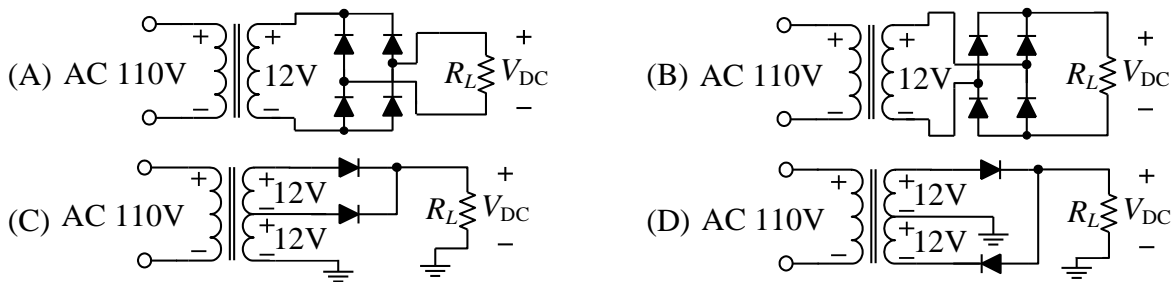 (A) AC 110V + − + − 12V R_L + V_DC −
(B) AC 110V + − + − 12V R_L + V_DC −
(C) AC 110V + − + 12V − + 12V − R_L + V_DC −
(D) AC 110V + − + 12V − + 12V − R_L + V_DC −